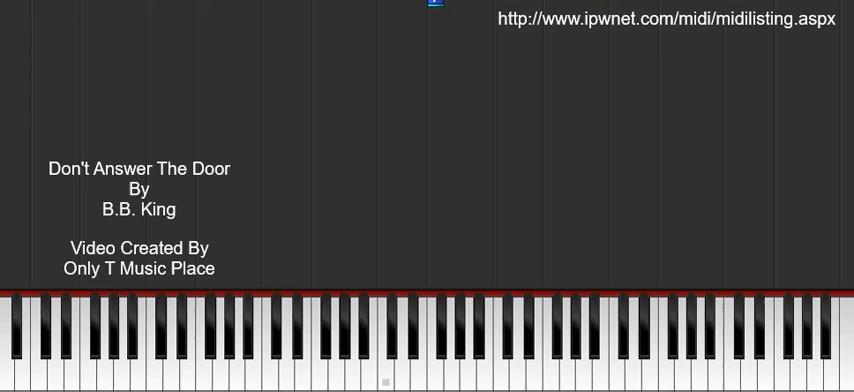 http://www.ipwnet.com/midi/midilisting.aspx
Don't Answer The Door
By
B.B. King
Video Created By
Only T Music Place